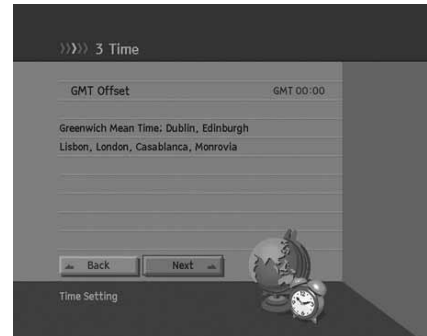 3 Time
GMT Offset GMT 00:00
Greenwich Mean Time: Dublin, Edinburgh
Lisbon, London, Casablanca, Monrovia
Back Next
Time Setting